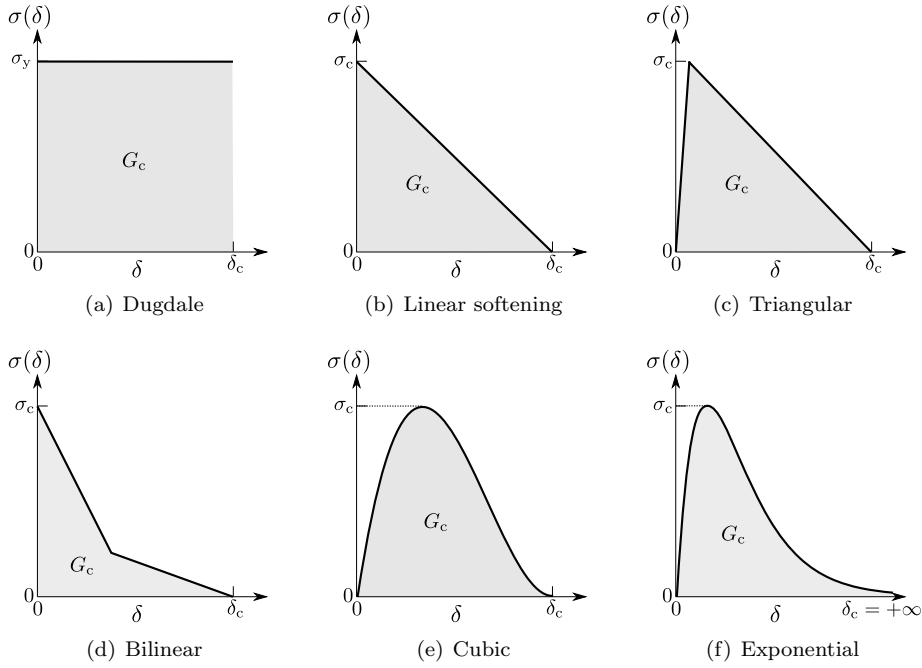 σ(δ) σ(δ) σ(δ)
σy σc σc
Gc Gc Gc
0 0 0
0 δ δc 0 δ δc 0 δ δc
(a) Dugdale (b) Linear softening (c) Triangular
σ(δ) σ(δ) σ(δ)
σc σc σc
Gc Gc Gc
0 0 0
0 δ δc 0 δ δc 0 δ δc = +∞
(d) Bilinear (e) Cubic (f) Exponential